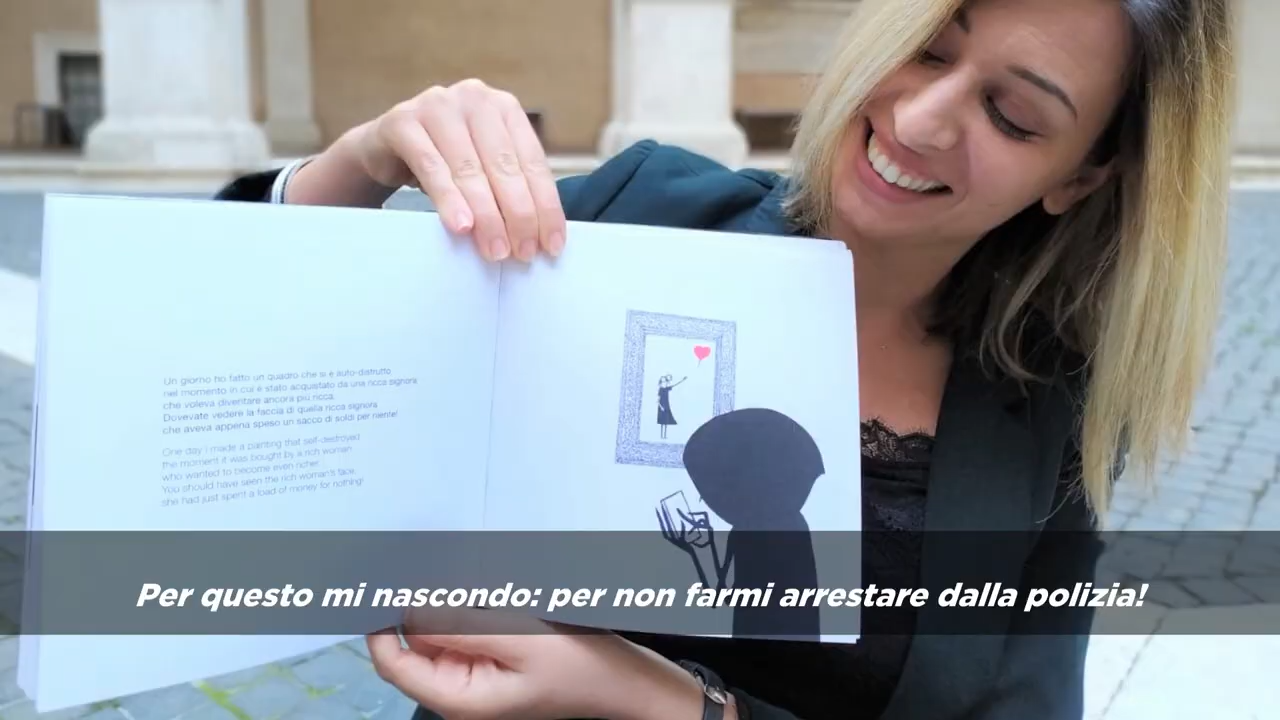 Un giorno ho fatto un quadro che si è auto-distrutto
nel momento in cui è stato acquistato da una ricca signora
che voleva diventare ancora più ricca.
Dovevate vedere la faccia di quella ricca signora
che aveva appena speso un sacco di soldi per niente!
One day I made a painting that self-destroyed
the moment it was bought by a rich woman
who wanted to become even richer.
You should have seen the rich woman's face,
she had just spent a load of money for nothing!
Per questo mi nascondo: per non farmi arrestare dalla polizia!